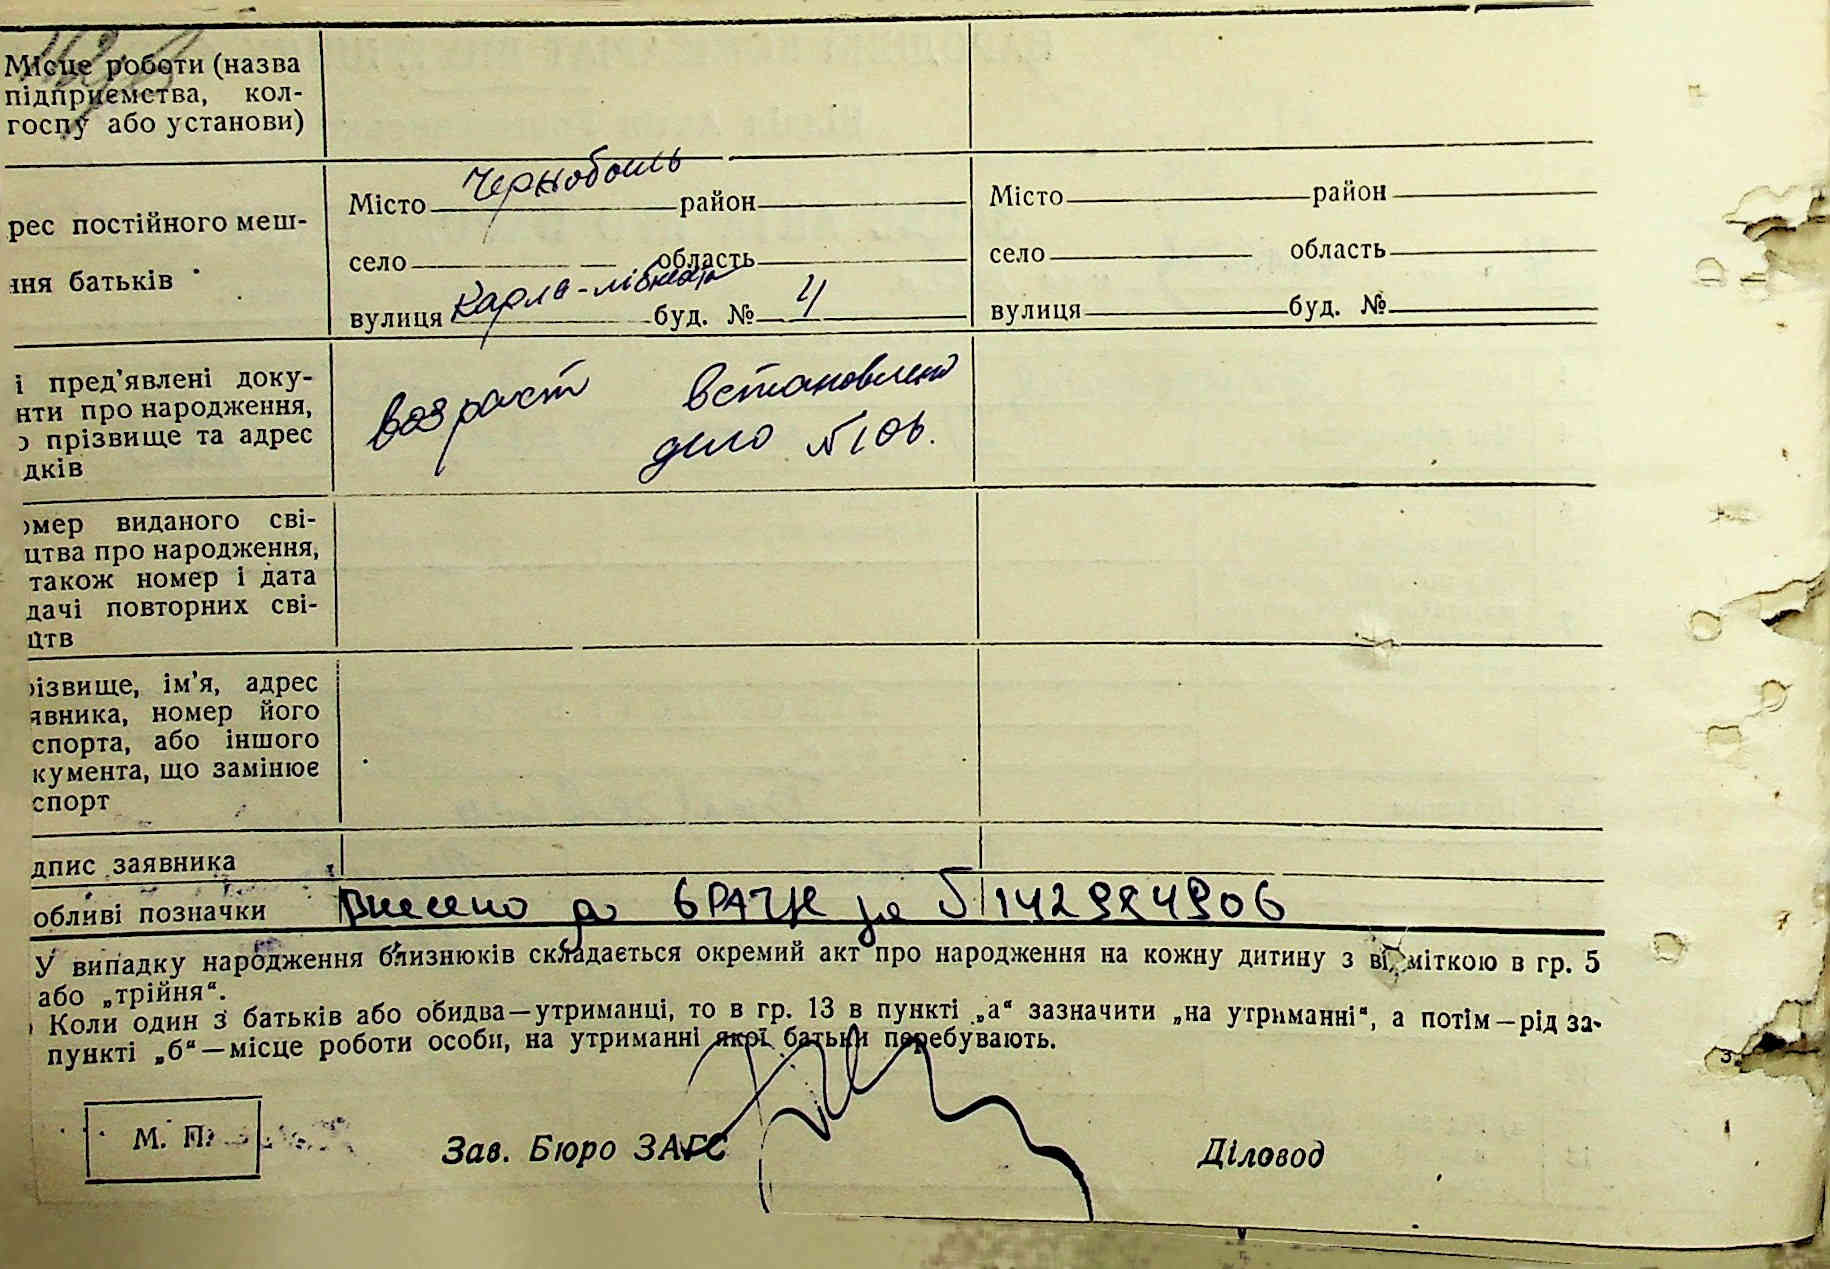 Місце роботи (назва
підприємства, кол-
госпу або установи)
рес постійного меш-
ння батьків
Місто Чернобыль район
село область
вулиця Карла-Лібкнехта буд. № 4
Місто район
село область
вулиця буд. №
і пред'явлені доку-
нти про народження,
о прізвище та адрес
дків
возраст встановлено
дело №106.
омер виданого сві-
цтва про народження,
також номер і дата
дачі повторних сві-
цтв
різвище, ім'я, адрес
явника, номер його
спорта, або іншого
кумента, що замінює
спорт
дпис заявника
обливі позначки Внесено до
У випадку народження близнюків складається окремий акт про народження на кожну дитину з відміткою в гр. 5
або „трійня“.
Коли один з батьків або обидва—утриманці, то в гр. 13 в пункті „а“ зазначити „на утриманні“, а потім—рід за-
пункті „б“—місце роботи особи, на утриманні якої батьки перебувають.
М. П.
Зав. Бюро ЗАГС
Діловод